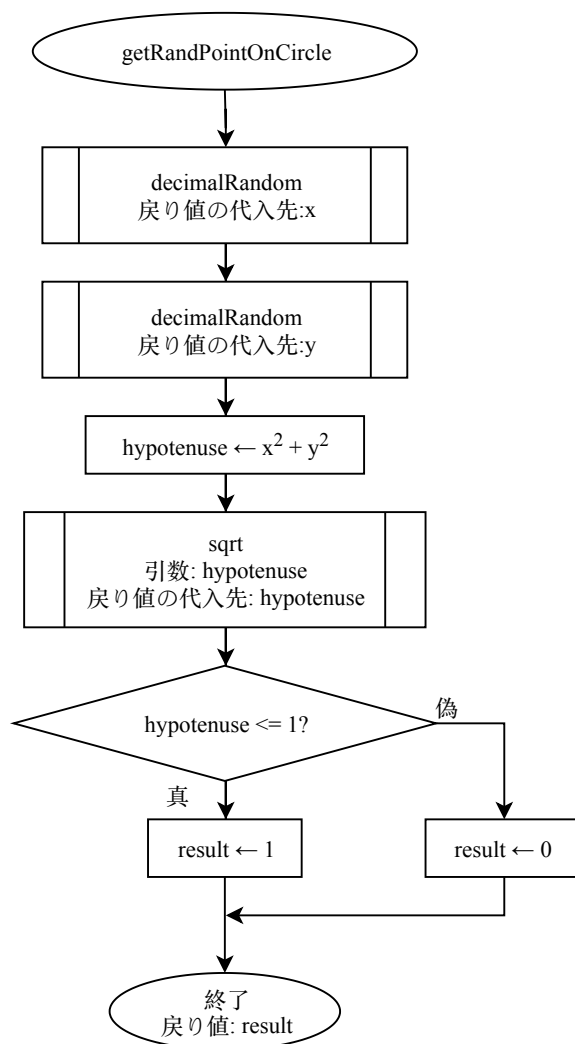 getRandPointOnCircle
decimalRandom
戻り値の代入先:x
decimalRandom
戻り値の代入先:y
hypotenuse ← x² + y²
sqrt
引数: hypotenuse
戻り値の代入先: hypotenuse
hypotenuse <= 1?
偽
真
result ← 1
result ← 0
終了
戻り値: result